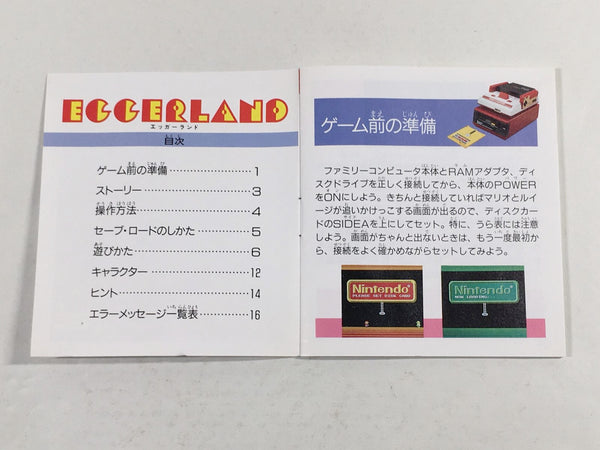 EGGERLAND
エッガーランド
目次
ゲーム前の準備 1
ストーリー 3
操作方法 4
セーブ・ロードのしかた 5
遊びかた 6
キャラクター 12
ヒント 14
エラーメッセージ一覧表 16
ゲーム前の準備
ファミリーコンピュータ本体とRAMアダプタ、ディ
スクドライブを正しく接続してから、本体のPOWER
をONにしよう。きちんと接続していればマリオとルイ
ージが追いかけっこする画面が出るので、ディスクカー
ドのSIDEAを上にしてセット。特に、うら表には注意
しよう。画面がちゃんと出ないときは、もう一度最初か
ら、接続をよく確かめながらセットしてみよう。
Nintendo
PLEASE SET DISK CARD
Nintendo
NOW LOADING...